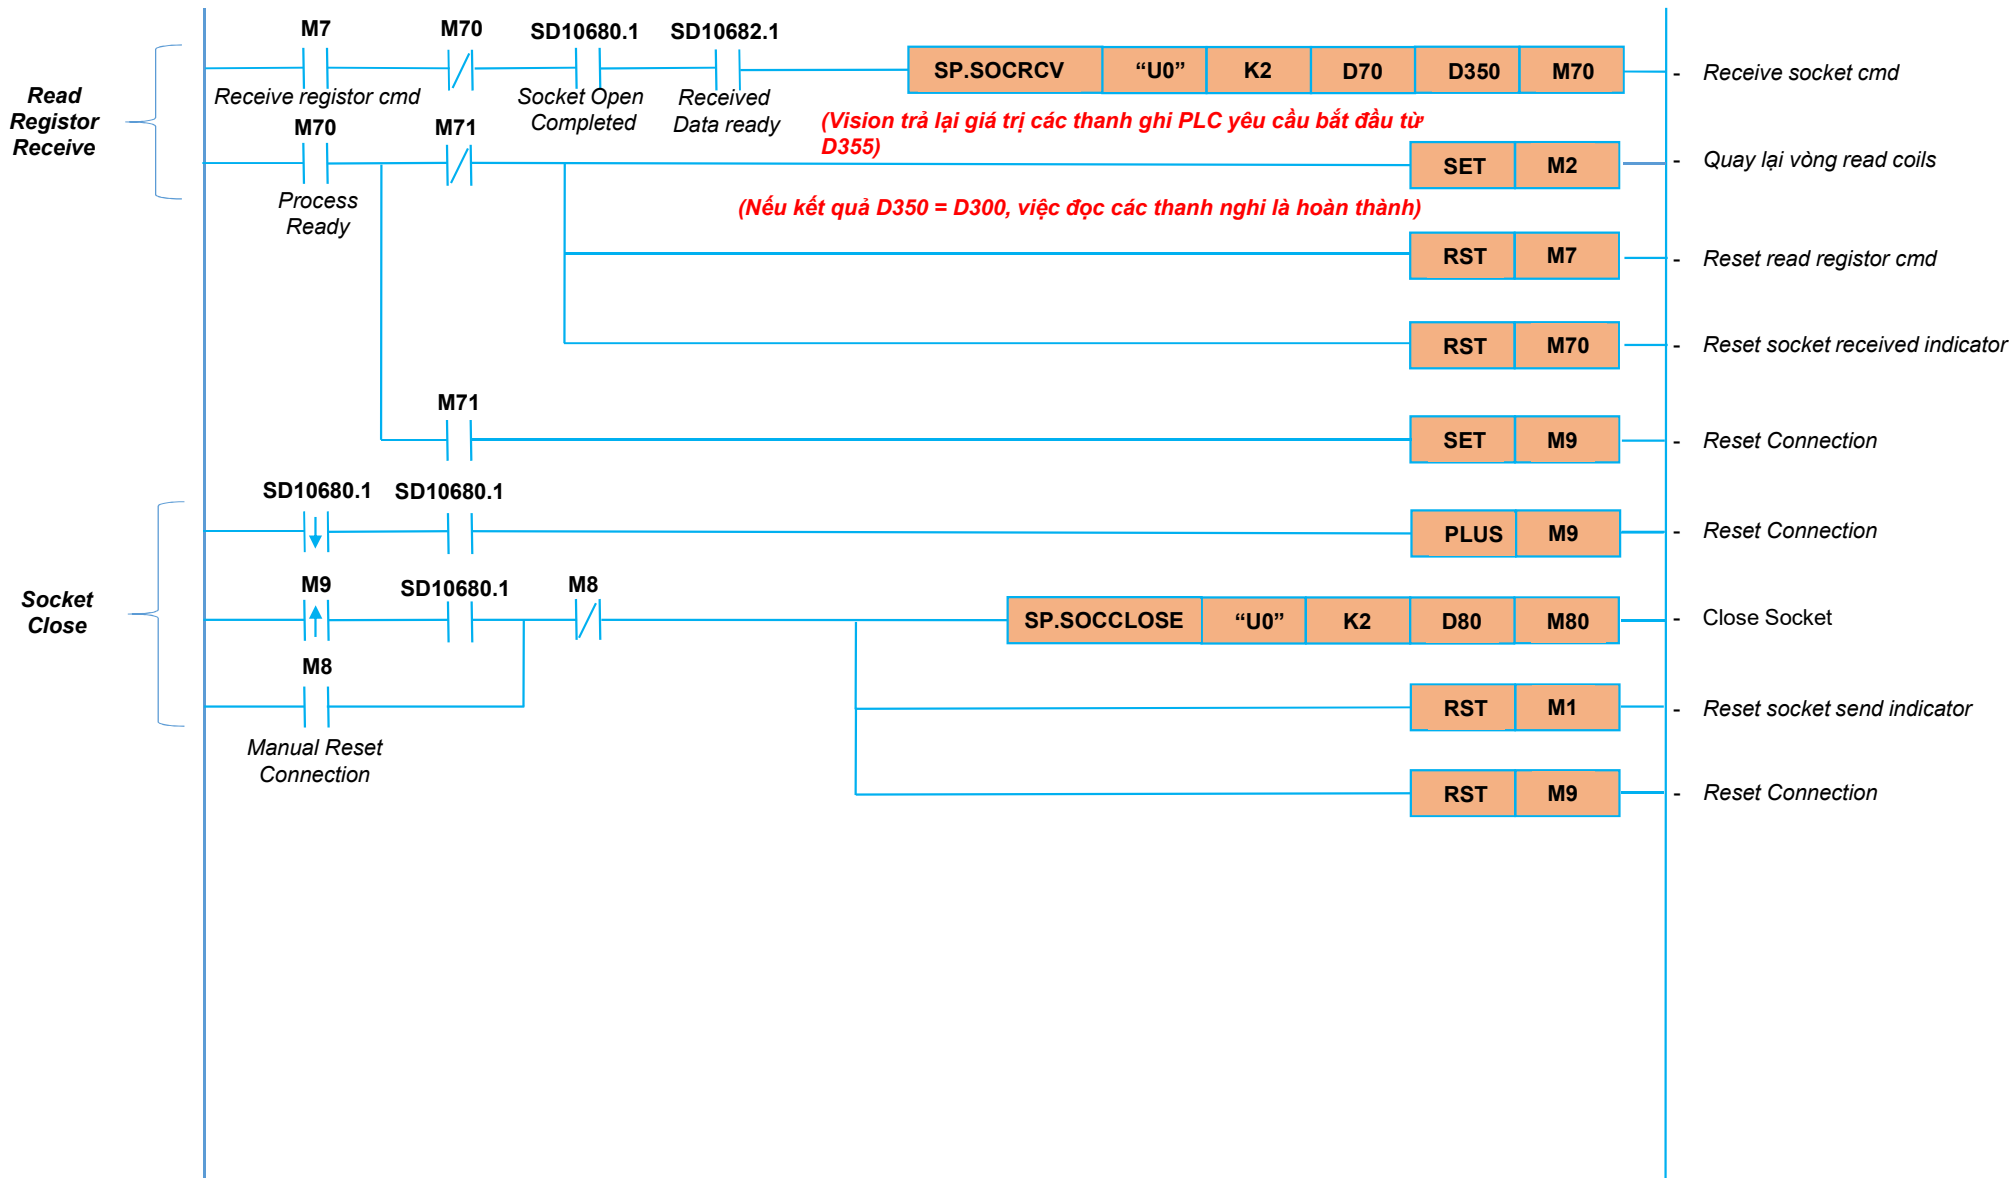 M7 M70 SD10680.1 SD10682.1
SP.SOCRCV "U0" K2 D70 D350 M70
- Receive socket cmd
Read
Registor
Receive
Receive registor cmd
Socket Open
Completed
Received
Data ready
(Vision trả lại giá trị các thanh ghi PLC yêu cầu bắt đầu từ
D355)
M70 M71
SET M2
- Quay lại vòng read coils
Process
Ready
(Nếu kết quả D350 = D300, việc đọc các thanh nghi là hoàn thành)
RST M7
- Reset read registor cmd
RST M70
- Reset socket received indicator
M71
SET M9
- Reset Connection
SD10680.1 SD10680.1
PLUS M9
- Reset Connection
Socket
Close
M9 SD10680.1 M8
SP.SOCCLOSE “U0” K2 D80 M80
- Close Socket
M8
RST M1
- Reset socket send indicator
Manual Reset
Connection
RST M9
- Reset Connection